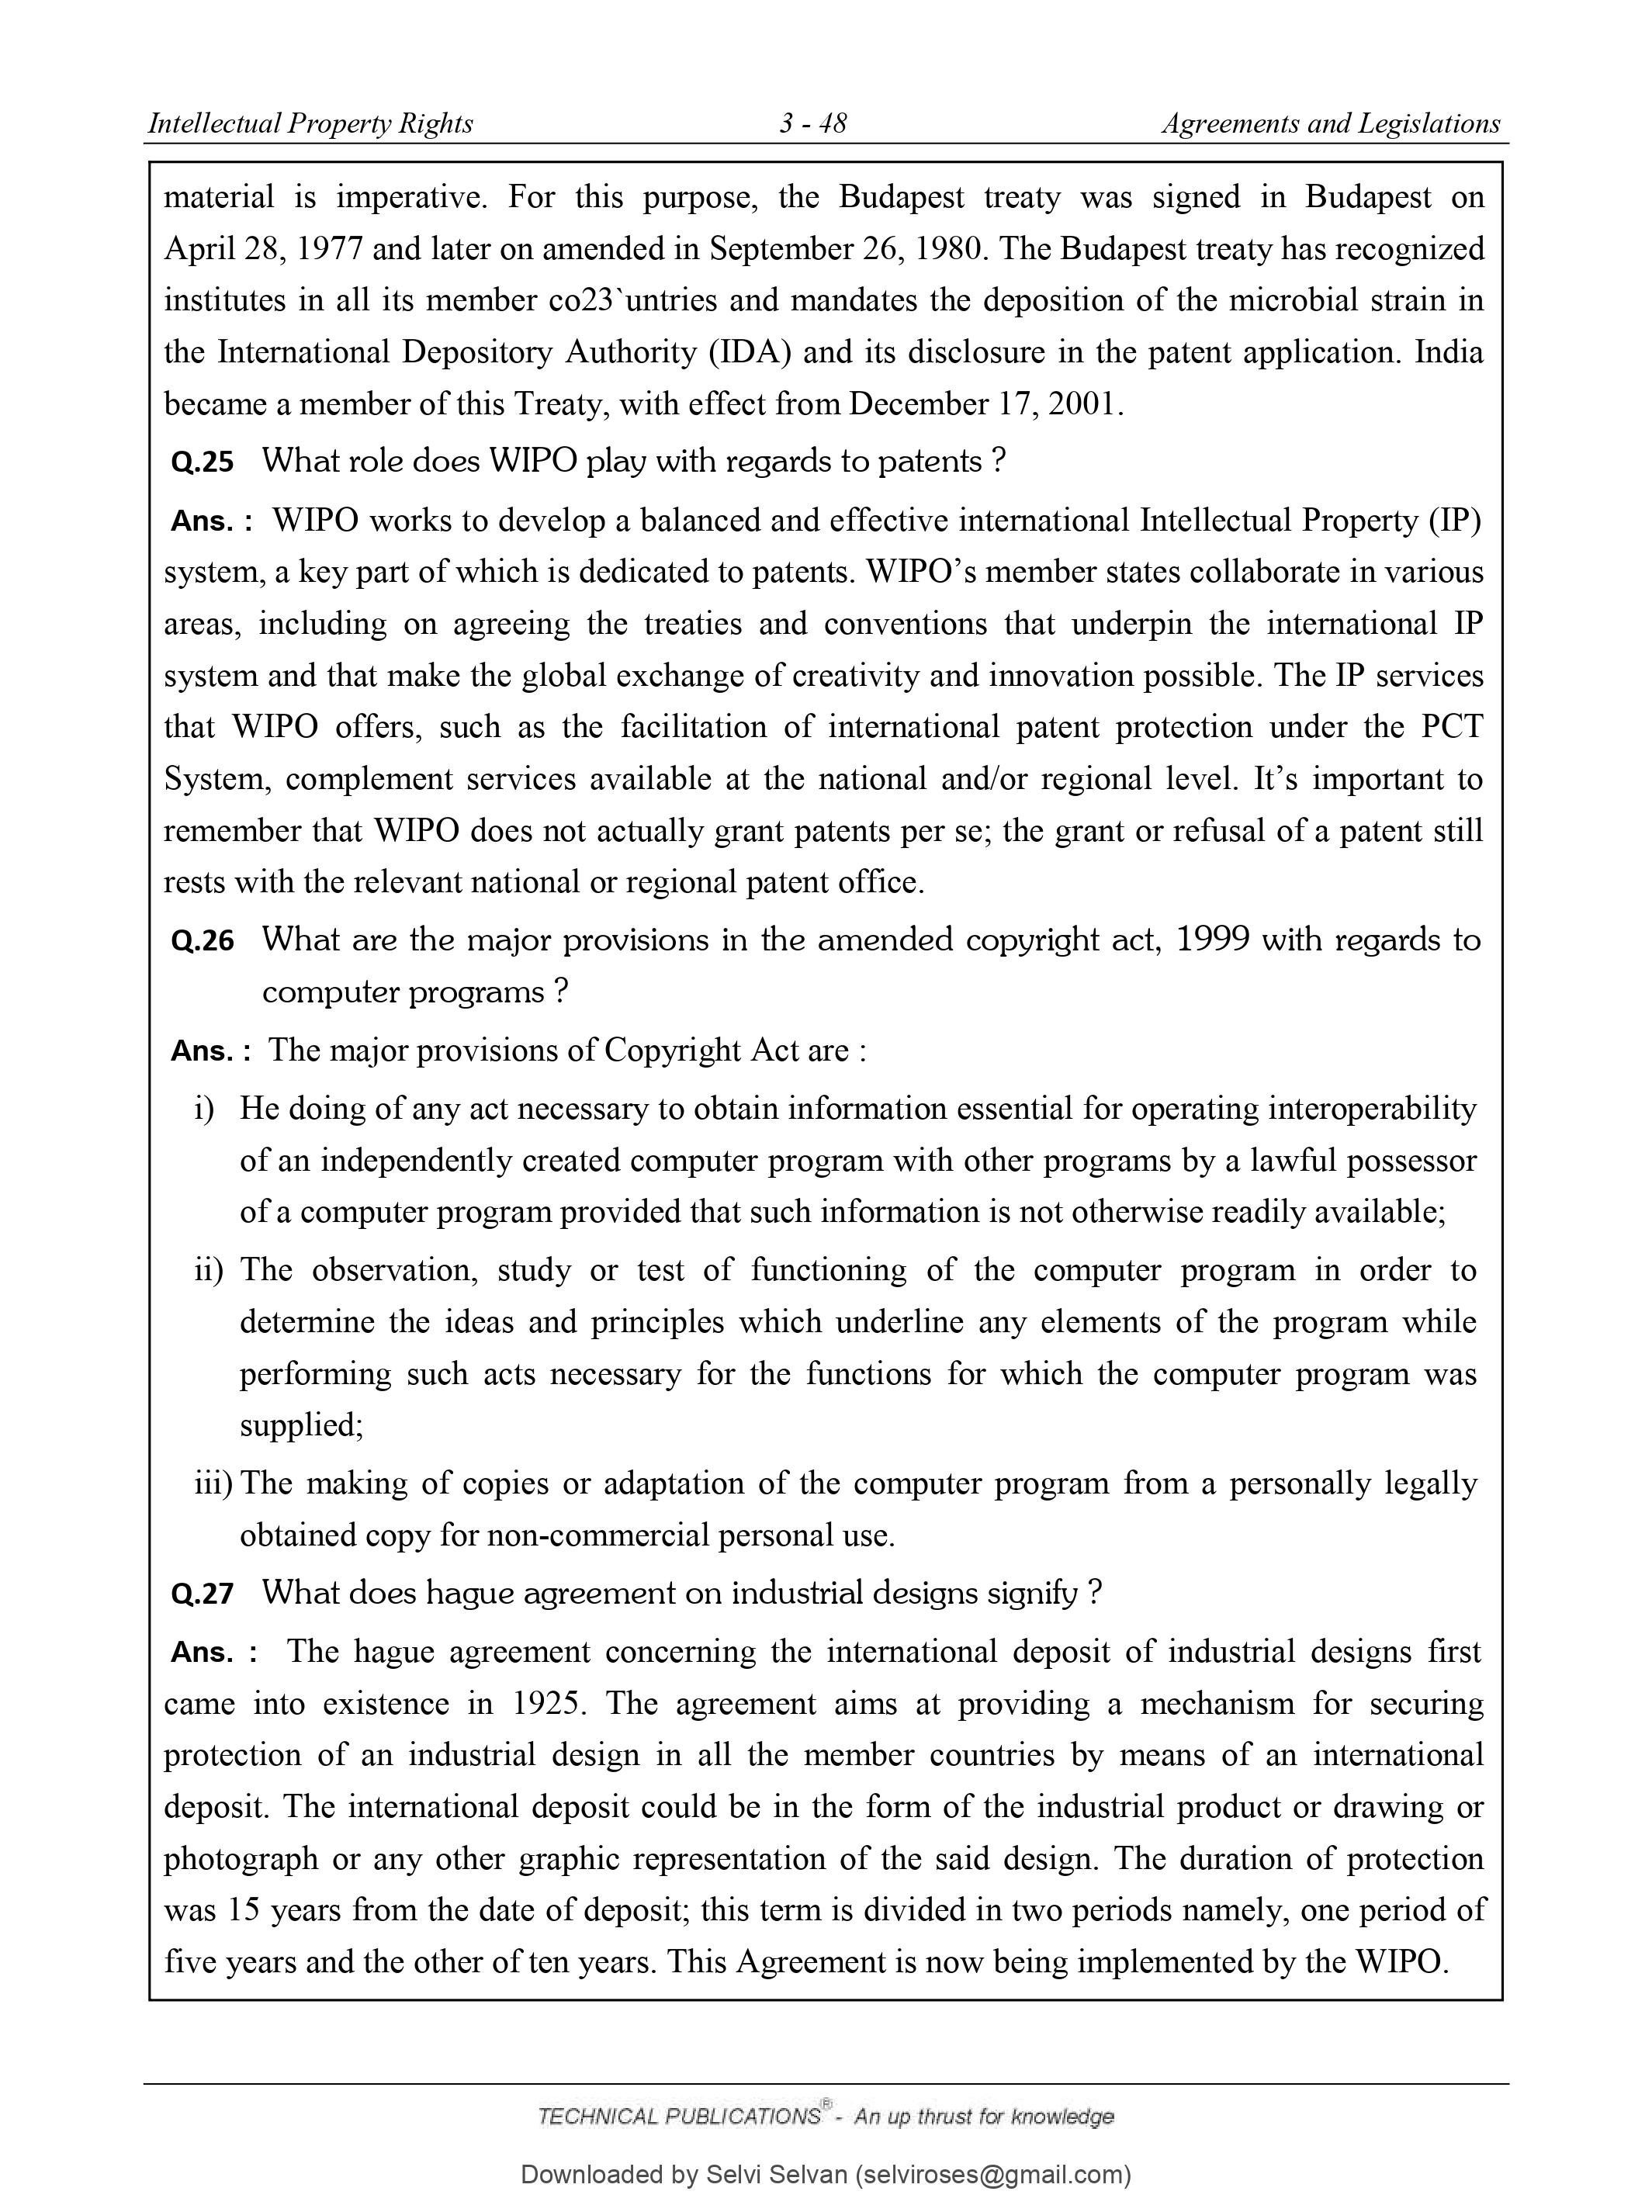 Intellectual Property Rights 3 - 48 Agreements and Legislations
material is imperative. For this purpose, the Budapest treaty was signed in Budapest on
April 28, 1977 and later on amended in September 26, 1980. The Budapest treaty has recognized
institutes in all its member co23`untries and mandates the deposition of the microbial strain in
the International Depository Authority (IDA) and its disclosure in the patent application. India
became a member of this Treaty, with effect from December 17, 2001.
Q.25 What role does WIPO play with regards to patents ?
Ans. : WIPO works to develop a balanced and effective international Intellectual Property (IP)
system, a key part of which is dedicated to patents. WIPO’s member states collaborate in various
areas, including on agreeing the treaties and conventions that underpin the international IP
system and that make the global exchange of creativity and innovation possible. The IP services
that WIPO offers, such as the facilitation of international patent protection under the PCT
System, complement services available at the national and/or regional level. It’s important to
remember that WIPO does not actually grant patents per se; the grant or refusal of a patent still
rests with the relevant national or regional patent office.
Q.26 What are the major provisions in the amended copyright act, 1999 with regards to
computer programs ?
Ans. : The major provisions of Copyright Act are :
i) He doing of any act necessary to obtain information essential for operating interoperability
of an independently created computer program with other programs by a lawful possessor
of a computer program provided that such information is not otherwise readily available;
ii) The observation, study or test of functioning of the computer program in order to
determine the ideas and principles which underline any elements of the program while
performing such acts necessary for the functions for which the computer program was
supplied;
iii) The making of copies or adaptation of the computer program from a personally legally
obtained copy for non-commercial personal use.
Q.27 What does hague agreement on industrial designs signify ?
Ans. : The hague agreement concerning the international deposit of industrial designs first
came into existence in 1925. The agreement aims at providing a mechanism for securing
protection of an industrial design in all the member countries by means of an international
deposit. The international deposit could be in the form of the industrial product or drawing or
photograph or any other graphic representation of the said design. The duration of protection
was 15 years from the date of deposit; this term is divided in two periods namely, one period of
five years and the other of ten years. This Agreement is now being implemented by the WIPO.
TECHNICAL PUBLICATIONS® - An up thrust for knowledge
Downloaded by Selvi Selvan (selviroses@gmail.com)